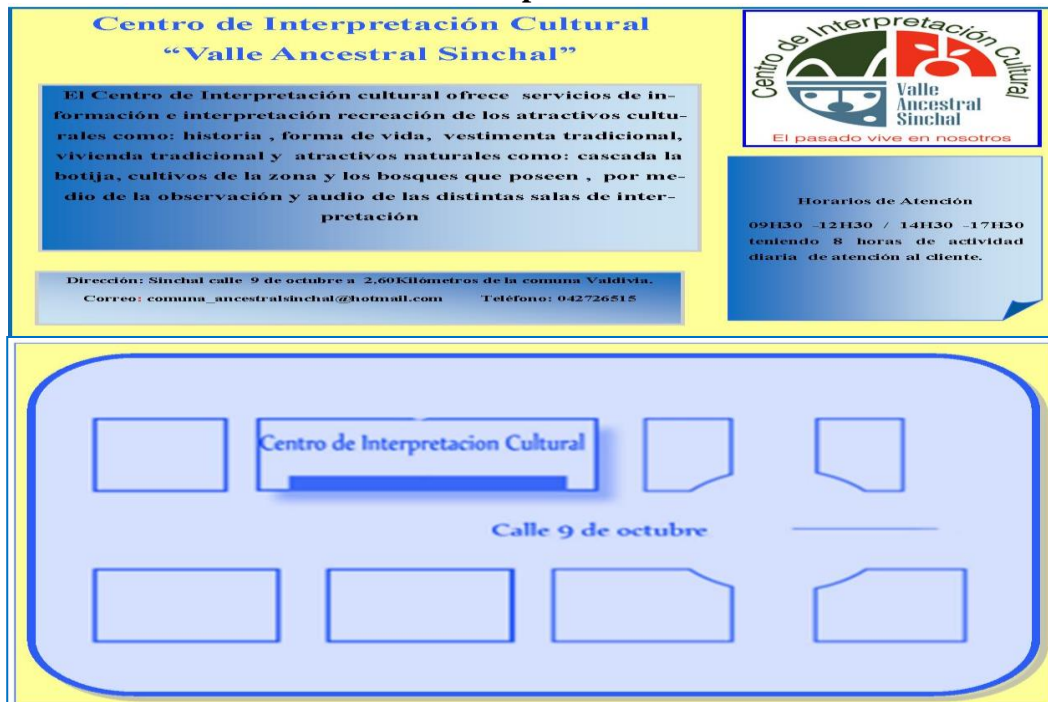 Centro de Interpretación Cultural
“Valle Ancestral Sinchal”
El Centro de Interpretación cultural ofrece servicios de in-
formación e interpretación recreación de los atractivos cultu-
rales como: historia , forma de vida, vestimenta tradicional,
vivienda tradicional y atractivos naturales como: cascada la
botija, cultivos de la zona y los bosques que poseen , por me-
dio de la observación y audio de las distintas salas de inter-
pretación
Dirección: Sinchal calle 9 de octubre a 2,60Kilómetros de la comuna Valdivia.
Correo: comuna_ancestralsinchal@hotmail.com Teléfono: 042726515
Centro de Interpretación Cultural
Valle
Ancestral
Sinchal
El pasado vive en nosotros
Horarios de Atención
09H30 -12H30 / 14H30 -17H30
teniendo 8 horas de actividad
diaria de atención al cliente.
Centro de Interpretacion Cultural
Calle 9 de octubre